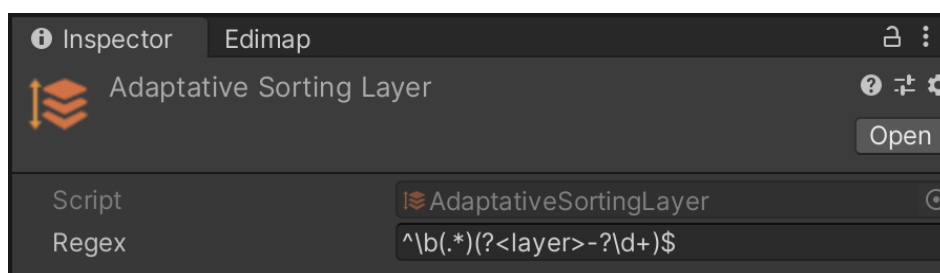 Inspector Edimap
Adaptative Sorting Layer
Open
Script AdaptativeSortingLayer
Regex ^\b(.*)(?<layer>-?\d+)$